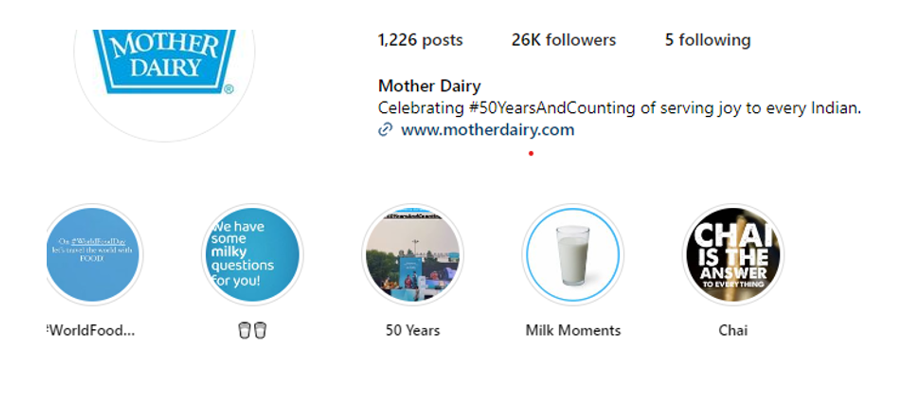 MOTHER
DAIRY
®
1,226 posts 26K followers 5 following
Mother Dairy
Celebrating #50YearsAndCounting of serving joy to every Indian.
www.motherdairy.com
On #WorldFoodDay
let's travel the world with
FOOD
We have
some
milky
questions
for you!
#50YearsAndCounting
CHAI
IS THE
ANSWER
TO EVERYTHING
#WorldFood...
50 Years
Milk Moments
Chai